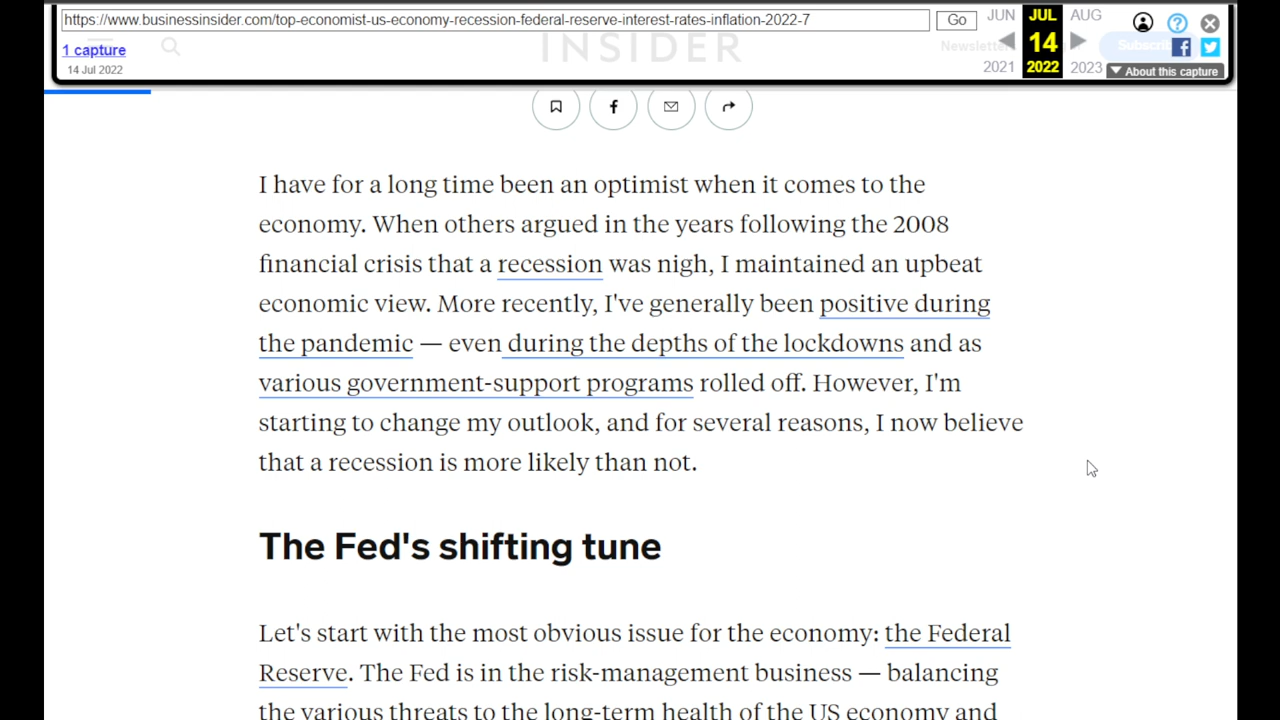 https://www.businessinsider.com/top-economist-us-economy-recession-federal-reserve-interest-rates-inflation-2022-7
Go
JUN JUL AUG
1 capture
14
14 Jul 2022
2021 2022 2023
About this capture
INSIDER
Newsletter
Subscri
I have for a long time been an optimist when it comes to the
economy. When others argued in the years following the 2008
financial crisis that a recession was nigh, I maintained an upbeat
economic view. More recently, I've generally been positive during
the pandemic — even during the depths of the lockdowns and as
various government-support programs rolled off. However, I'm
starting to change my outlook, and for several reasons, I now believe
that a recession is more likely than not.
The Fed's shifting tune
Let's start with the most obvious issue for the economy: the Federal
Reserve. The Fed is in the risk-management business — balancing
the various threats to the long-term health of the US economy and